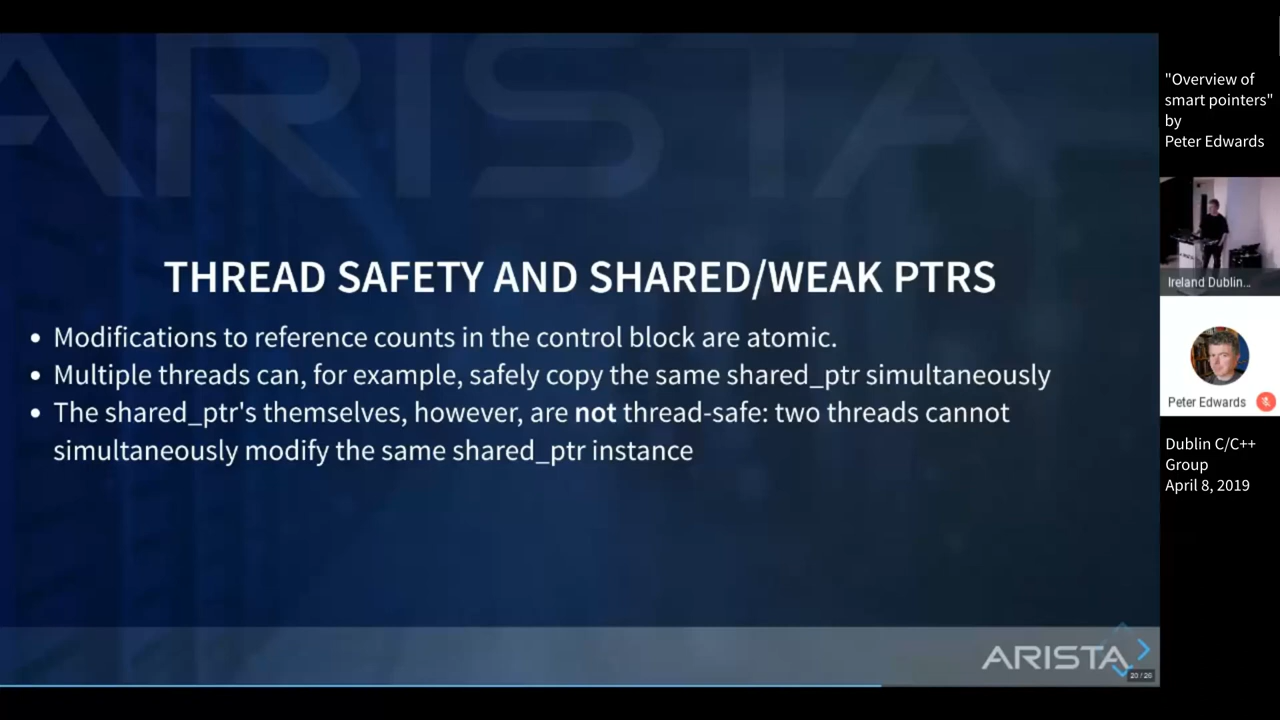 ARISTA
THREAD SAFETY AND SHARED/WEAK PTRS
• Modifications to reference counts in the control block are atomic.
• Multiple threads can, for example, safely copy the same shared_ptr simultaneously
• The shared_ptr's themselves, however, are not thread-safe: two threads cannot
simultaneously modify the same shared_ptr instance
ARISTA
20 / 26
"Overview of
smart pointers"
by
Peter Edwards
Ireland Dublin...
Peter Edwards
Dublin C/C++
Group
April 8, 2019